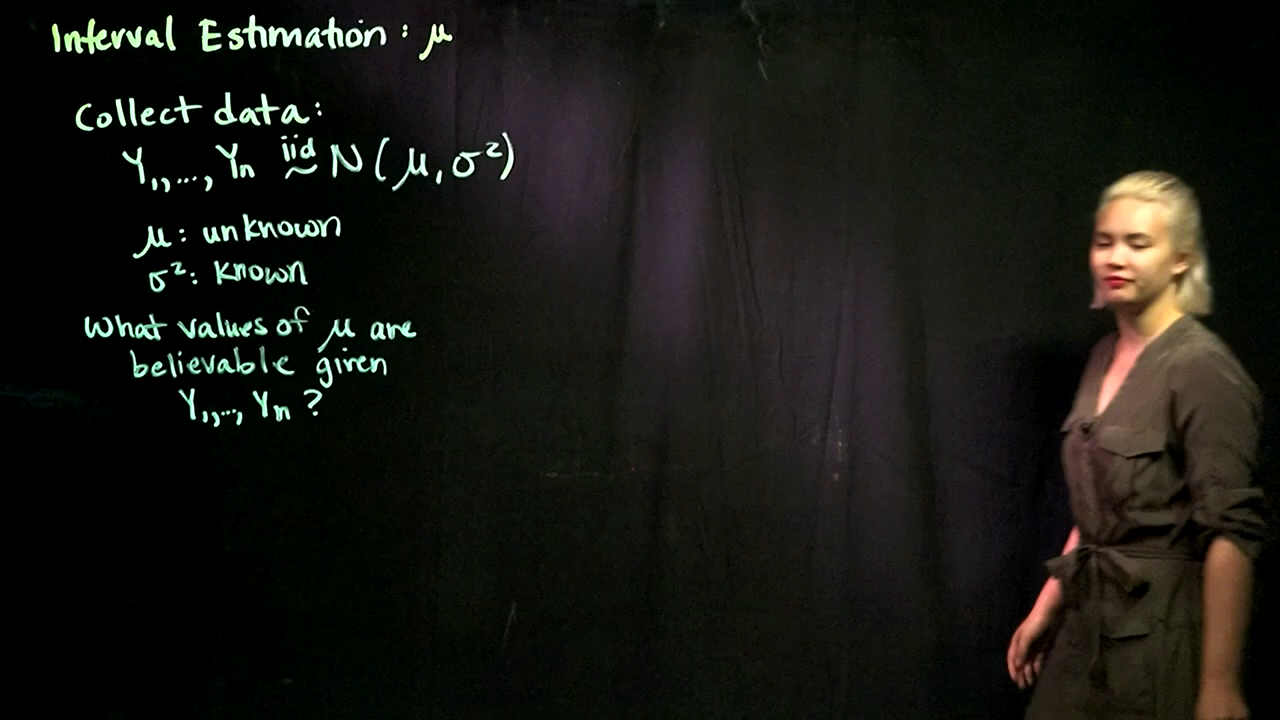 Interval Estimation: μ
Collect data:
Y₁,...,Yₙ iid ~ N(μ, σ²)
μ: unknown
σ²: known
What values of μ are
believable given
Y₁,..., Yₙ ?